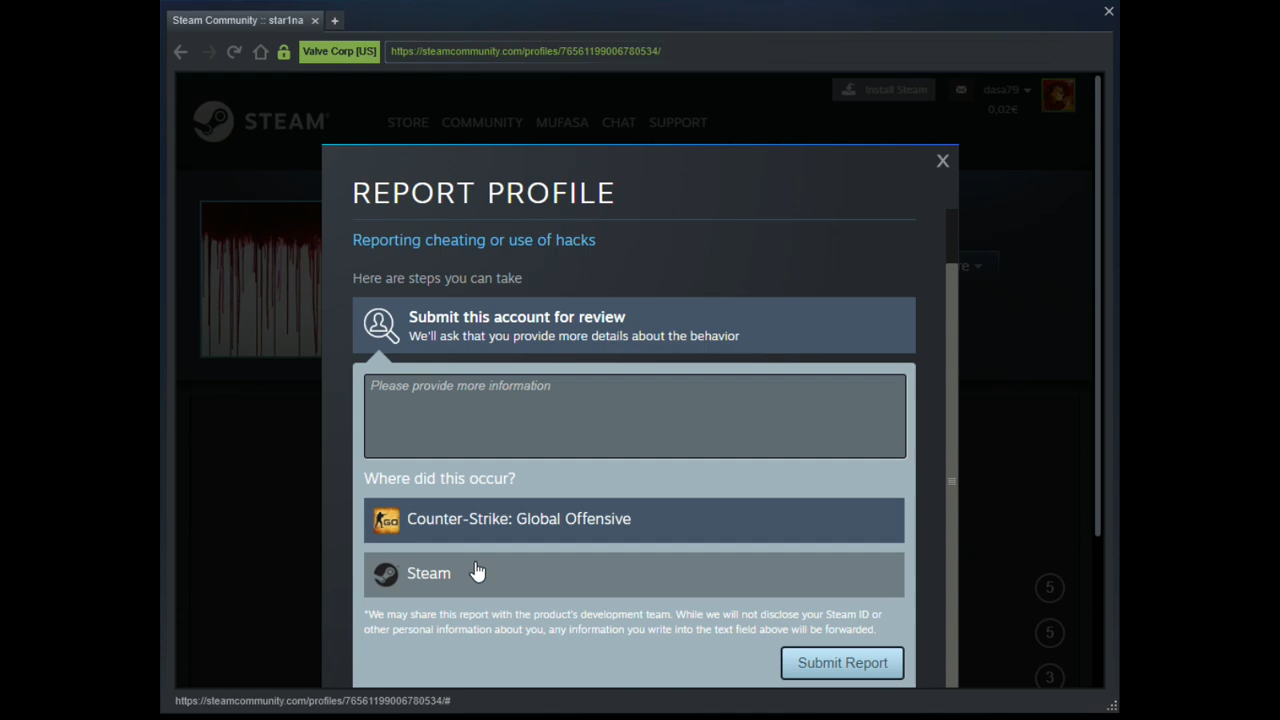 Steam Community :: star1na
Valve Corp [US]
https://steamcommunity.com/profiles/76561199006780534/
Install Steam
dasa79
0,02€
STEAM®
STORE COMMUNITY MUFASA CHAT SUPPORT
X
REPORT PROFILE
Reporting cheating or use of hacks
re
Here are steps you can take
Submit this account for review
We'll ask that you provide more details about the behavior
Please provide more information
Where did this occur?
GO
Counter-Strike: Global Offensive
Steam
5
*We may share this report with the product's development team. While we will not disclose your Steam ID or
other personal information about you, any information you write into the text field above will be forwarded.
5
Submit Report
3
https://steamcommunity.com/profiles/76561199006780534/#